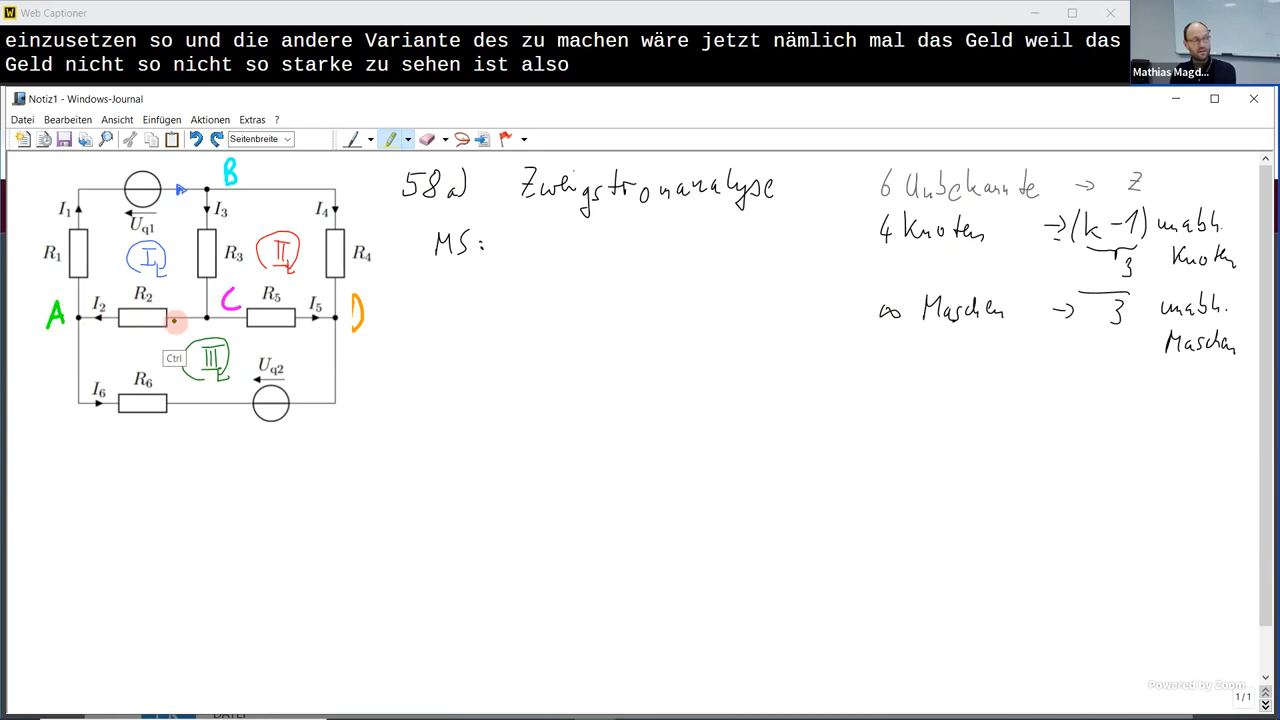 Web Captioner
einzusetzen so und die andere Variante des zu machen wäre jetzt nämlich mal das Geld weil das
Geld nicht so nicht so starke zu sehen ist also
Mathias Magd...
Notiz1 - Windows-Journal
Datei Bearbeiten Ansicht Einfügen Aktionen Extras ?
Seitenbreite
58a) Zweigstromanalyse
MS:
6 Unbekannte → Z
4 Knoten → (k-1) unabh. Knoten
3
∞ Maschen → 3 unabh. Maschen
B
I1 Uq1 I3 I4
R1 I R3 II R4
A I2 R2 C R5 I5 D
Ctrl III
I6 R6 Uq2
Powered by Zoom
1/1